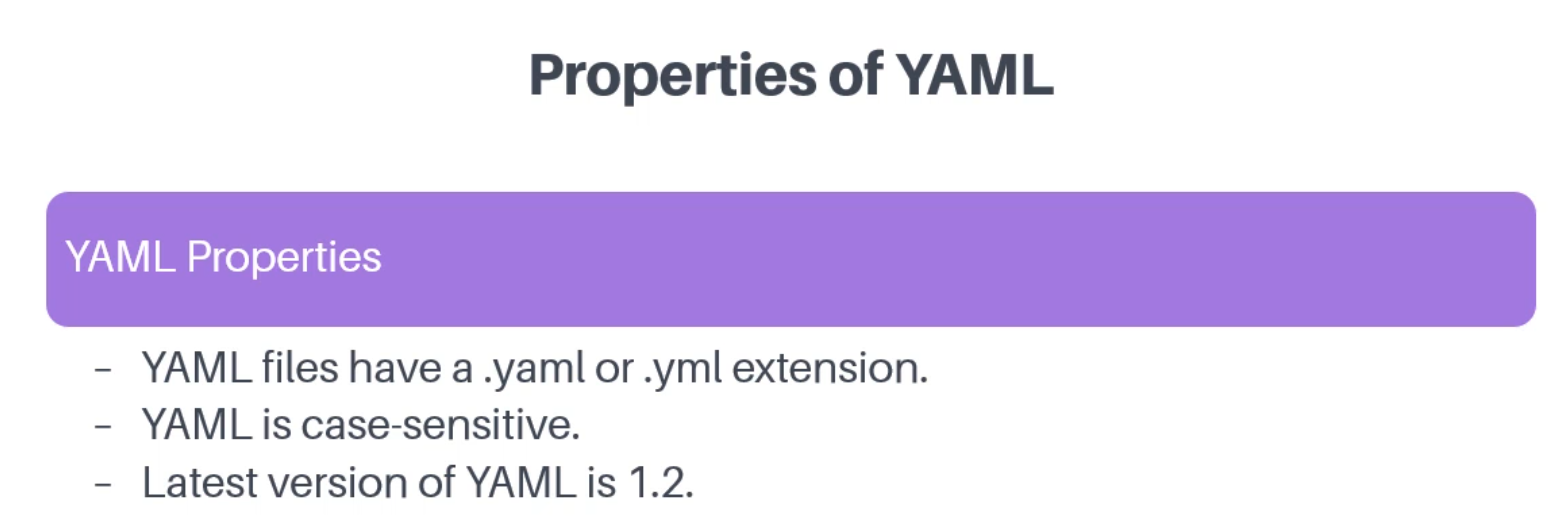 Properties of YAML
YAML Properties
– YAML files have a .yaml or .yml extension.
– YAML is case-sensitive.
– Latest version of YAML is 1.2.